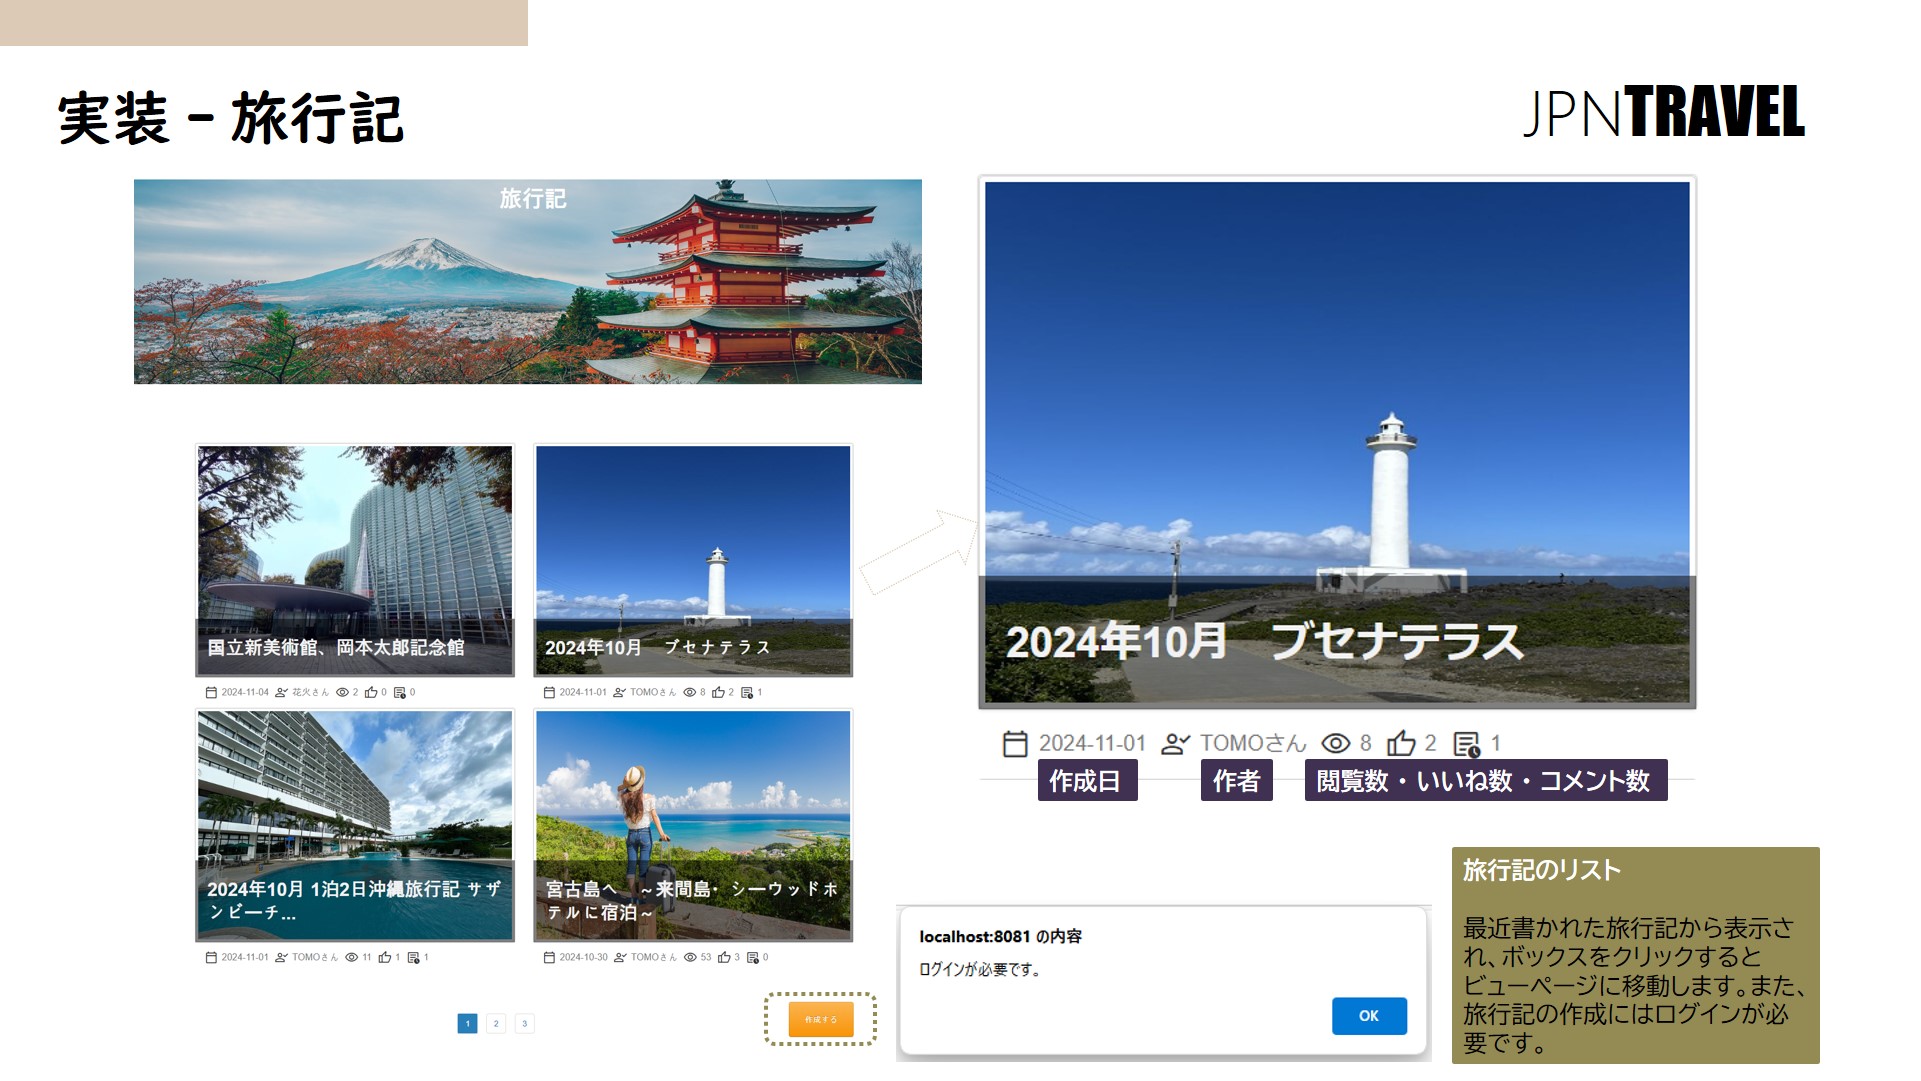 実装 – 旅行記
JPNTRAVEL
旅行記
国立新美術館、岡本太郎記念館
2024-11-04 花火さん 2 0 0
2024年10月　ブセナテラス
2024-11-01 TOMOさん 8 2 1
2024年10月 1泊2日沖縄旅行記 サザ
ンビーチ...
2024-11-01 TOMOさん 11 1 1
宮古島へ　～来間島・シーウッドホ
テルに宿泊～
2024-10-30 TOMOさん 53 3 0
1 2 3
作成する
2024年10月　ブセナテラス
2024-11-01 TOMOさん 8 2 1
作成日
作者
閲覧数・いいね数・コメント数
localhost:8081 の内容
ログインが必要です。
OK
旅行記のリスト
最近書かれた旅行記から表示さ
れ、ボックスをクリックすると
ビューページに移動します。また、
旅行記の作成にはログインが必
要です。